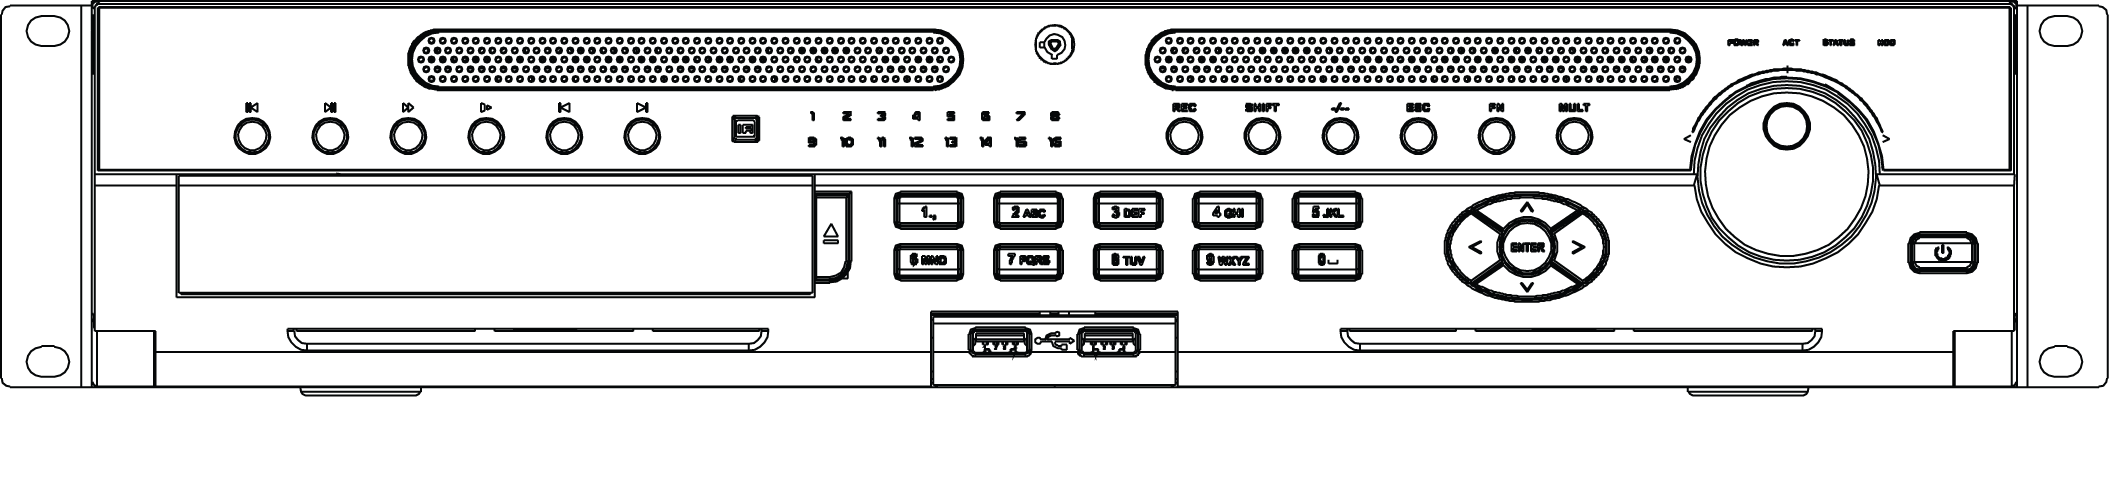 POWER ACT STATUS HDD
REC SHIFT -/-- ESC FN MULT
IR
1 2 3 4 5 6 7 8
9 10 11 12 13 14 15 16
1., 2 ABC 3 DEF 4 GHI 5 JKL
6 MNO 7 PQRS 8 TUV 9 WXYZ 0
ENTER